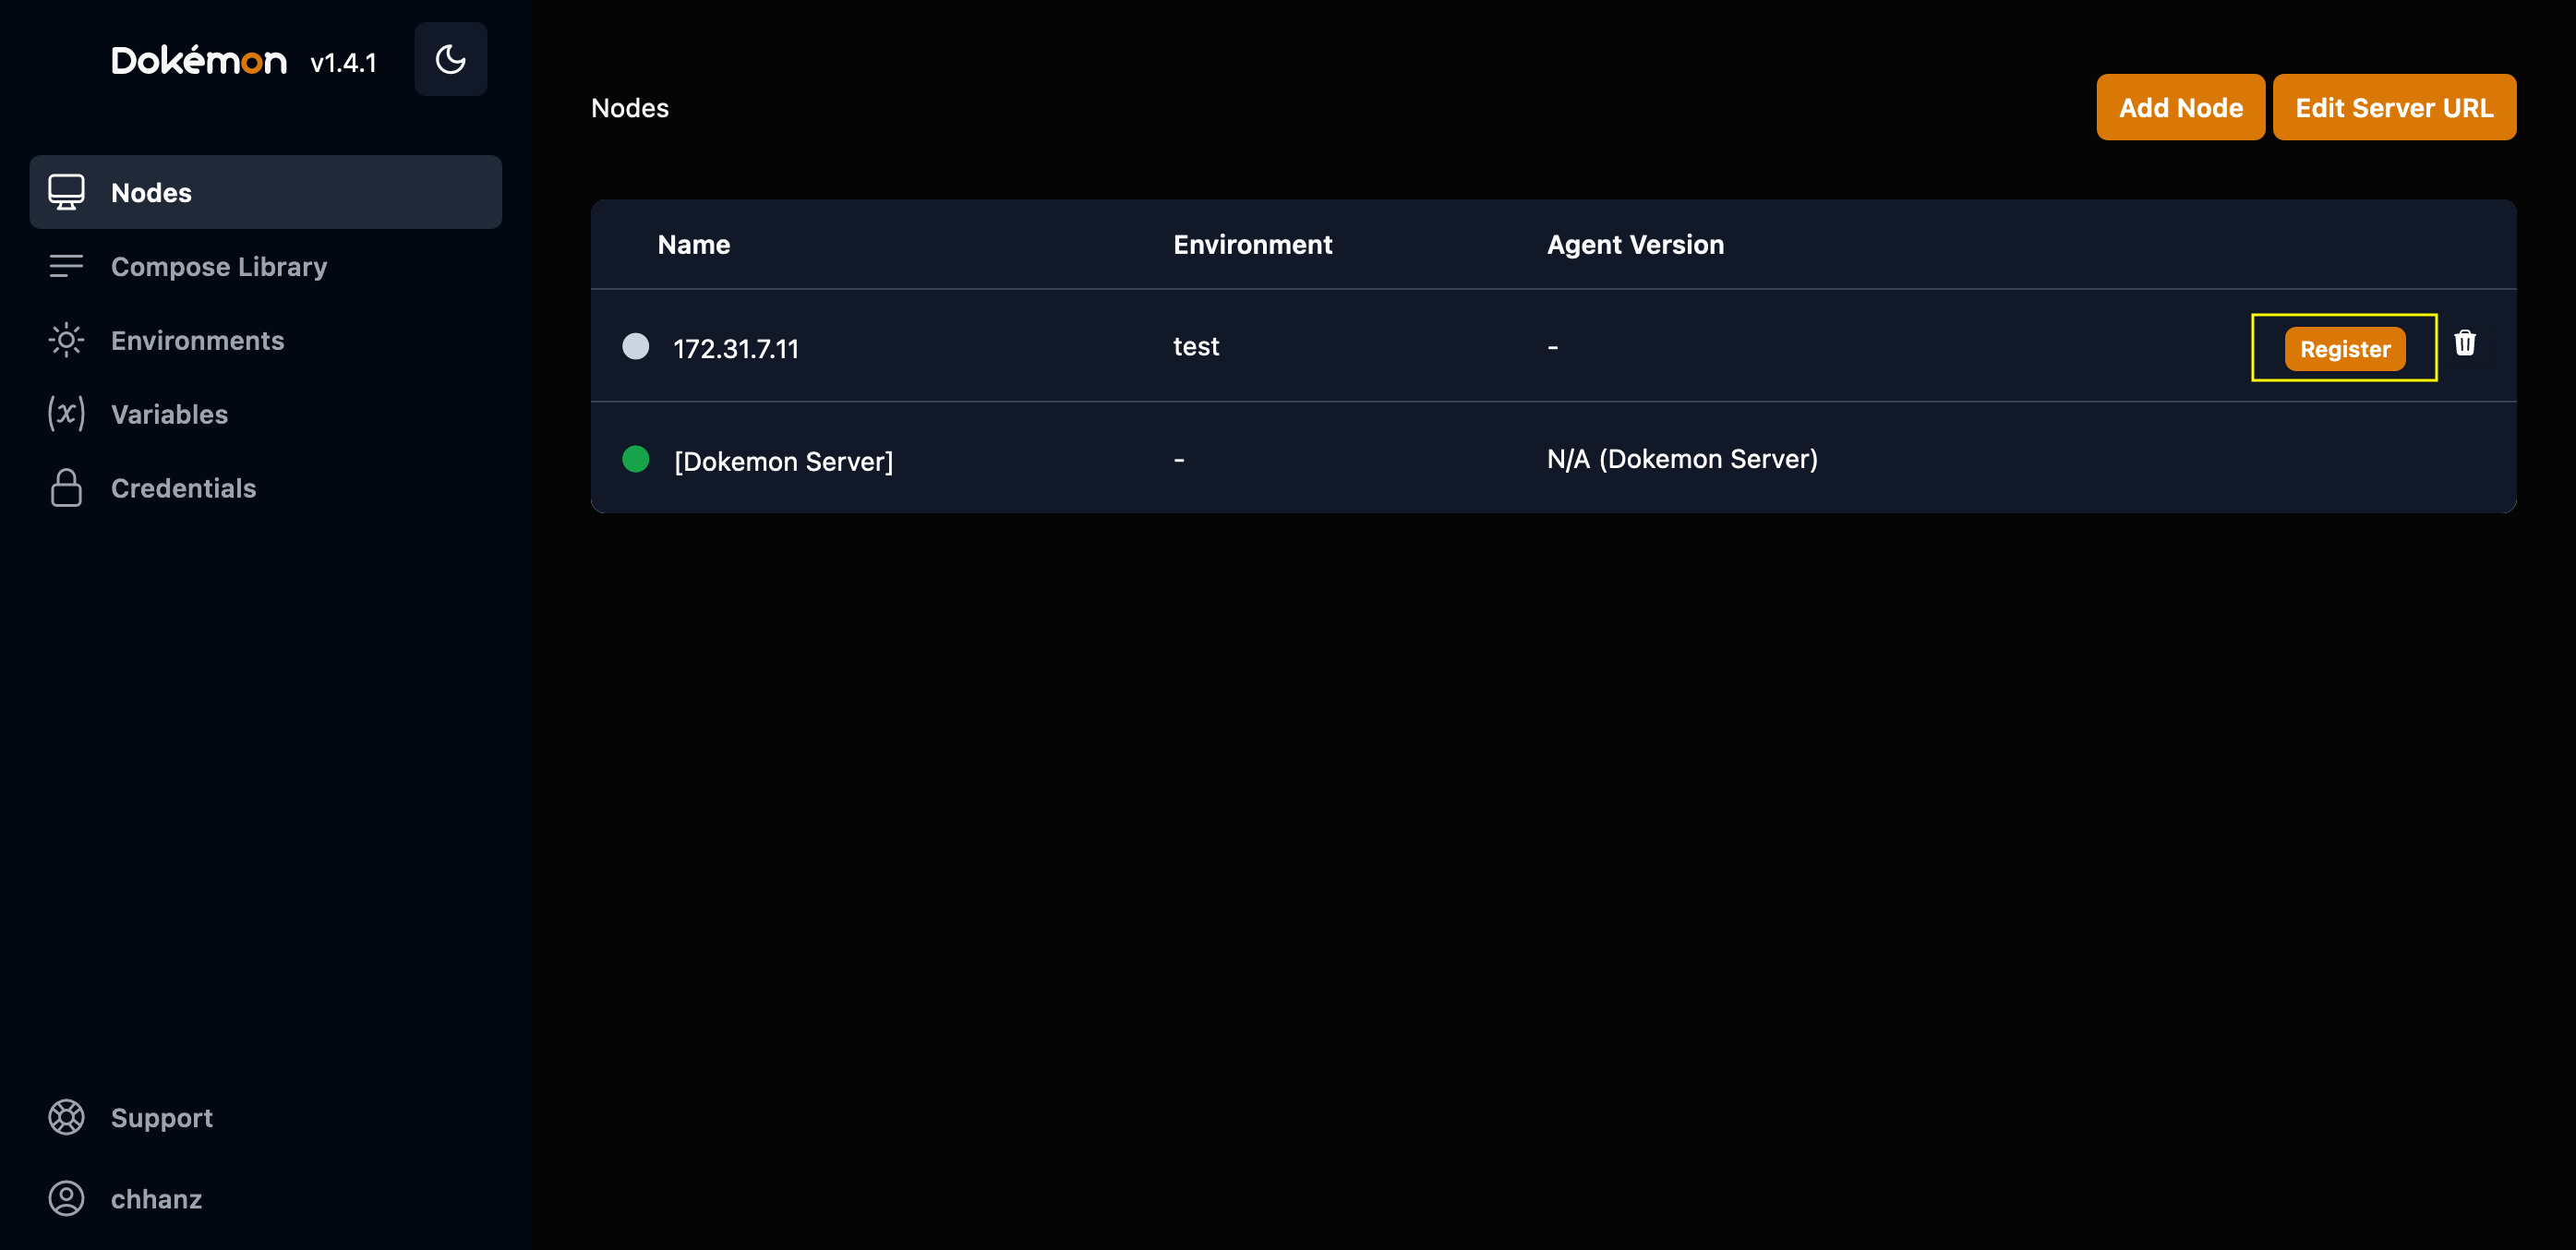 Dokémon v1.4.1
Nodes
Compose Library
Environments
Variables
Credentials
Support
chhanz
Nodes
Add Node
Edit Server URL
Name Environment Agent Version
172.31.7.11 test - Register
[Dokemon Server] - N/A (Dokemon Server)